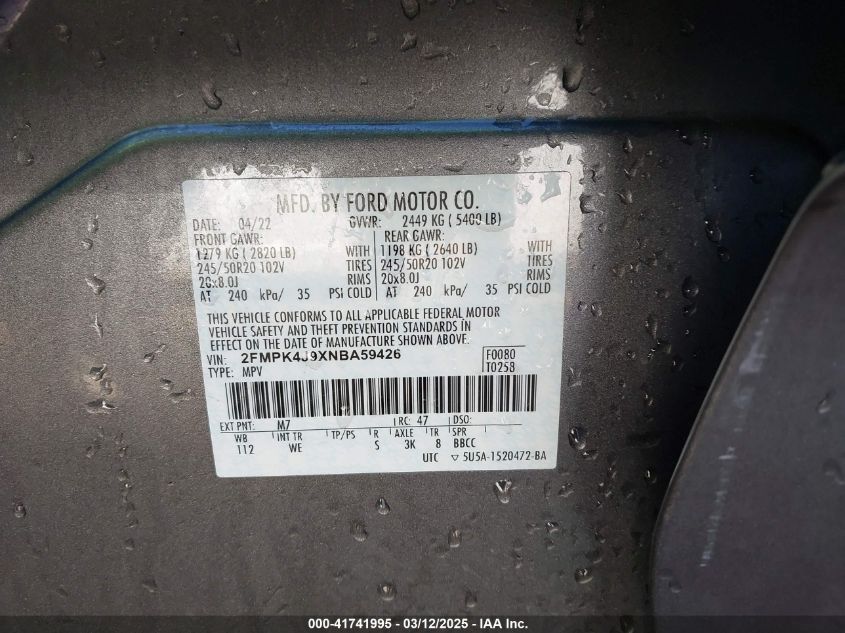 MFD. BY FORD MOTOR CO.
DATE: 04/22 GVWR: 2449 KG ( 5400 LB)
FRONT GAWR: REAR GAWR:
1279 KG ( 2820 LB) WITH 1198 KG ( 2640 LB) WITH
245/50R20 102V TIRES 245/50R20 102V TIRES
20x8.0J RIMS 20x8.0J RIMS
AT 240 kPa/ 35 PSI COLD AT 240 kPa/ 35 PSI COLD
THIS VEHICLE CONFORMS TO ALL APPLICABLE FEDERAL MOTOR
VEHICLE SAFETY AND THEFT PREVENTION STANDARDS IN
EFFECT ON THE DATE OF MANUFACTURE SHOWN ABOVE.
VIN: 2FMPK4J9XNBA59426 F0080
TYPE: MPV T0258
EXT PNT: M7 RC: 47 DSO:
WB INT TR TP/PS R AXLE TR SPR
112 WE S 3K 8 BBCC
UTC ▽ 5U5A-1520472-BA
000-41741995 - 03/12/2025 - IAA Inc.